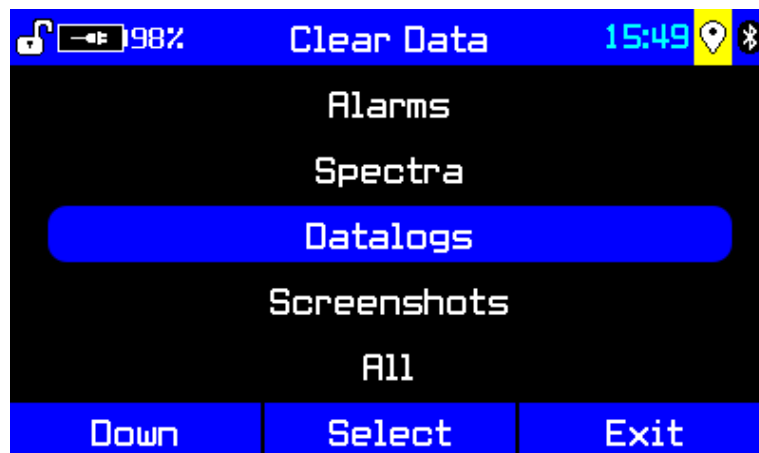 98% Clear Data 15:49
Alarms
Spectra
Datalogs
Screenshots
All
Down Select Exit